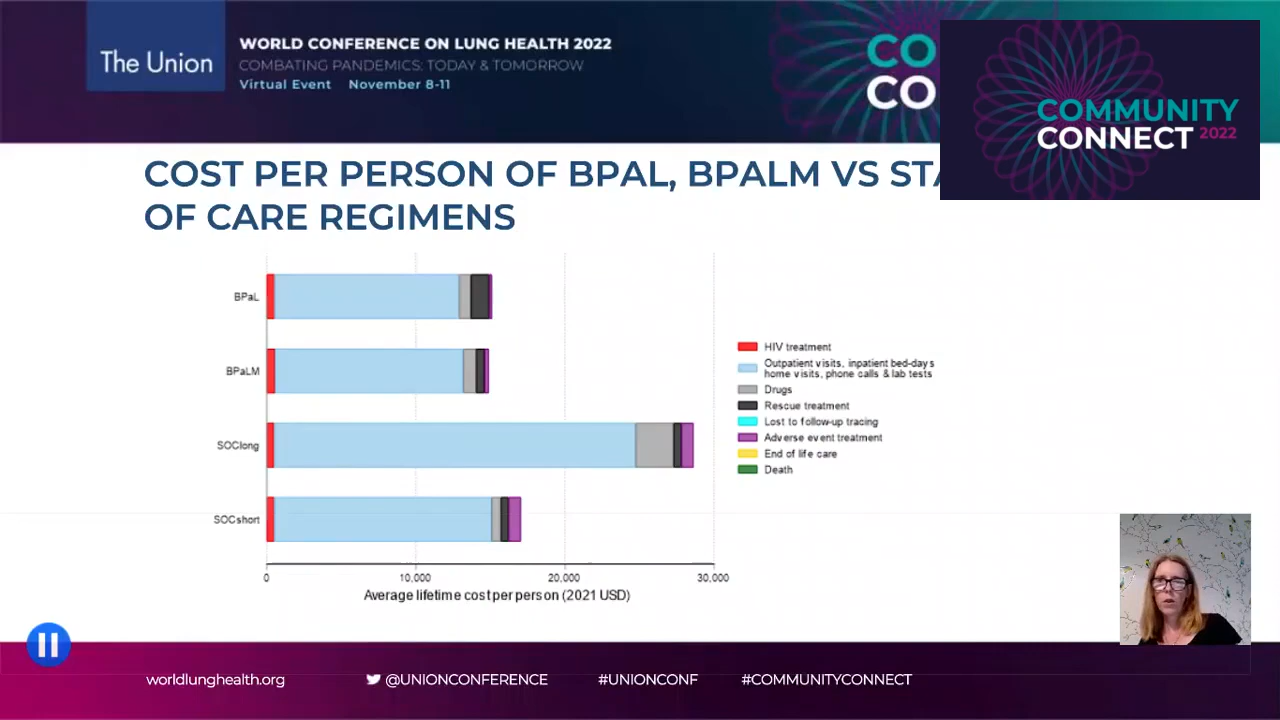 The Union
WORLD CONFERENCE ON LUNG HEALTH 2022
COMBATING PANDEMICS: TODAY & TOMORROW
Virtual Event November 8-11
CO
CO
COMMUNITY
CONNECT 2022
COST PER PERSON OF BPAL, BPALM VS STA
OF CARE REGIMENS
BPaL
BPaLM
SOClong
SOCshort
0 10,000 20,000 30,000
Average lifetime cost per person (2021 USD)
HIV treatment
Outpatient visits, inpatient bed-days
home visits, phone calls & lab tests
Drugs
Rescue treatment
Lost to follow-up tracing
Adverse event treatment
End of life care
Death
worldlunghealth.org @UNIONCONFERENCE #UNIONCONF #COMMUNITYCONNECT